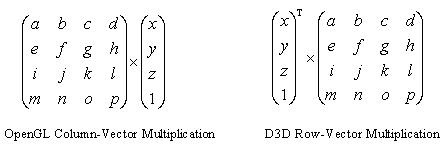 a b c d x
e f g h × y
i j k l z
m n o p 1
OpenGL Column-Vector Multiplication
x T a b c d
y × e f g h
z i j k l
1 m n o p
D3D Row-Vector Multiplication